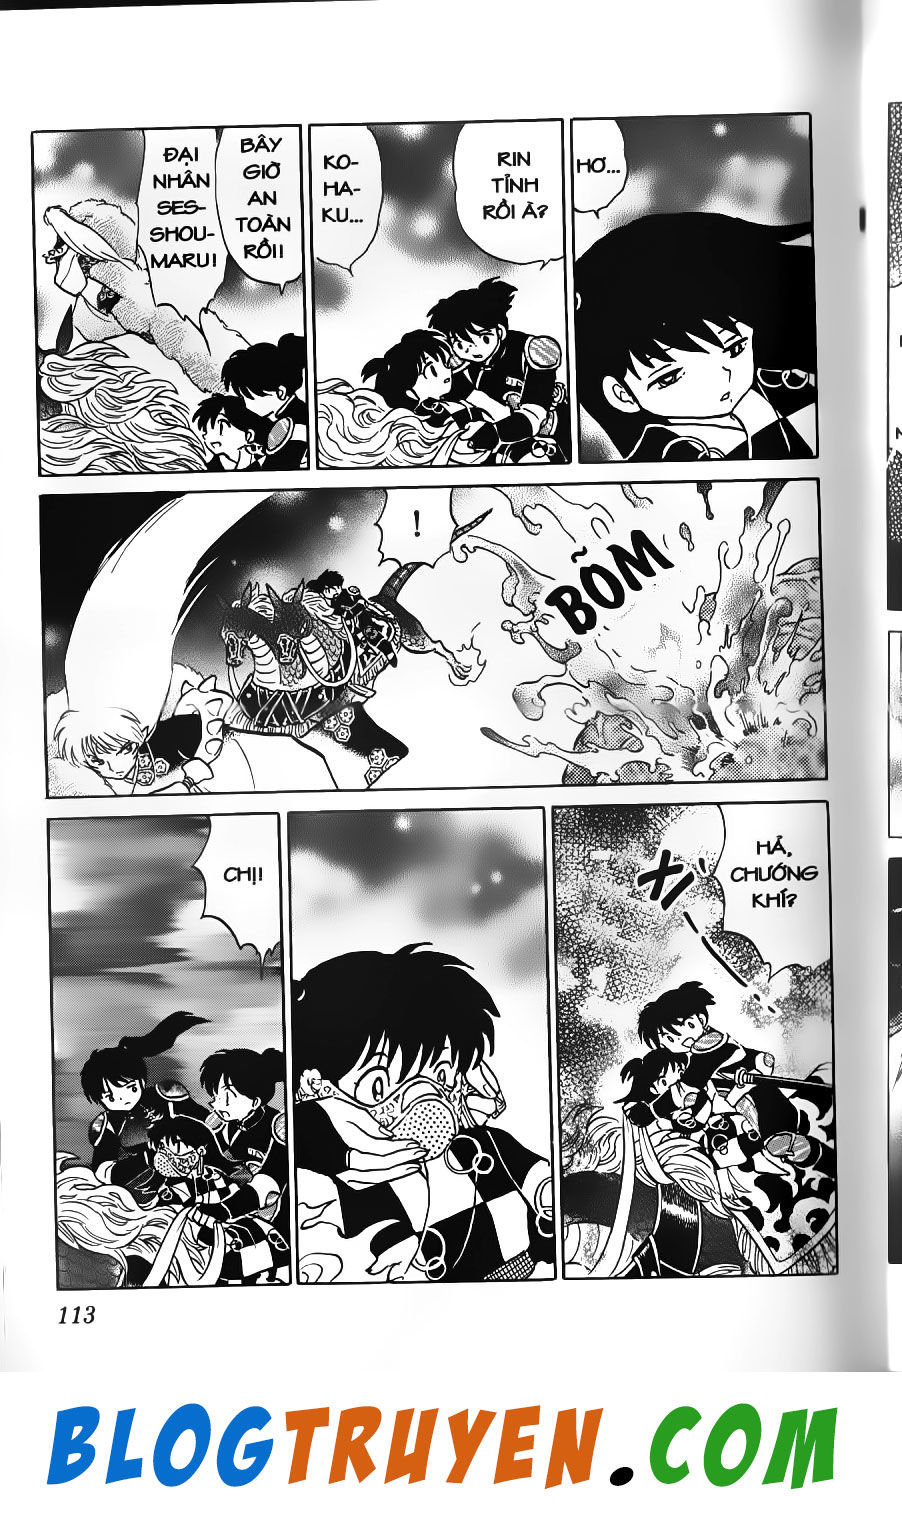 HƠ...
RIN
TỈNH
RỒI À?
KO-
HA-
KU...
BÂY
GIỜ
AN
TOÀN
RỒI!
ĐẠI
NHÂN
SES-
SHOU-
MARU!
!
BÕM
HẢ,
CHƯỚNG
KHÍ?
CHỊ!
113
BLOGTRUYEN.COM